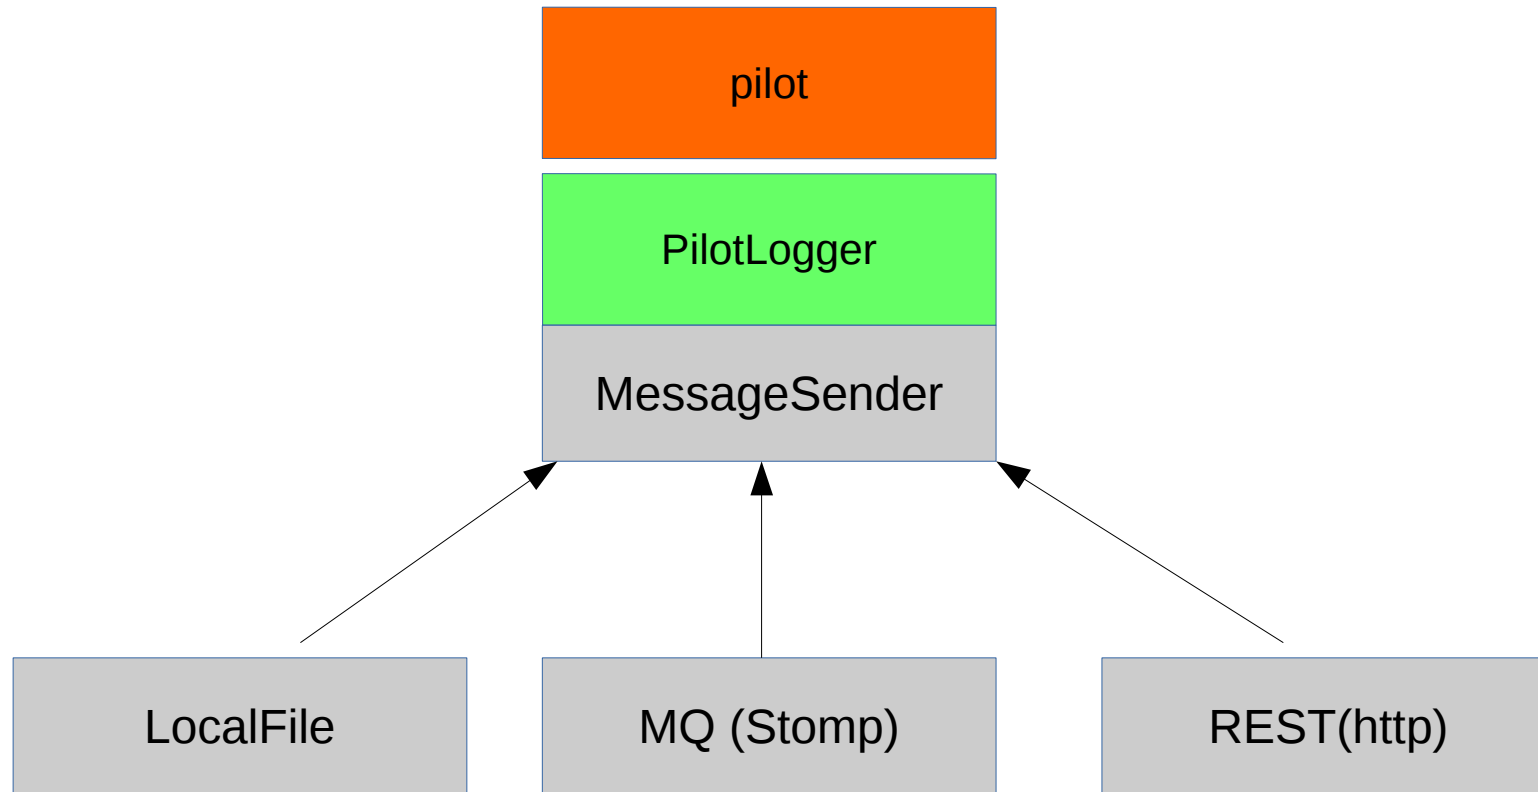 pilot
PilotLogger
MessageSender
LocalFile
MQ (Stomp)
REST(http)